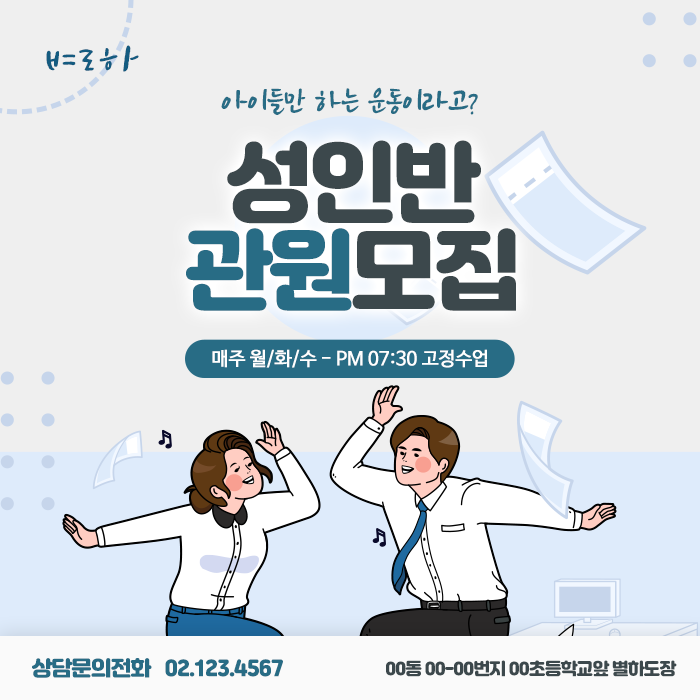 벼르하
아이들만 하는 운동이라고?
성인반
관원모집
매주 월/화/수 - PM 07:30 고정수업
상담문의전화 02.123.4567
00동 00-00번지 00초등학교앞 별하도장